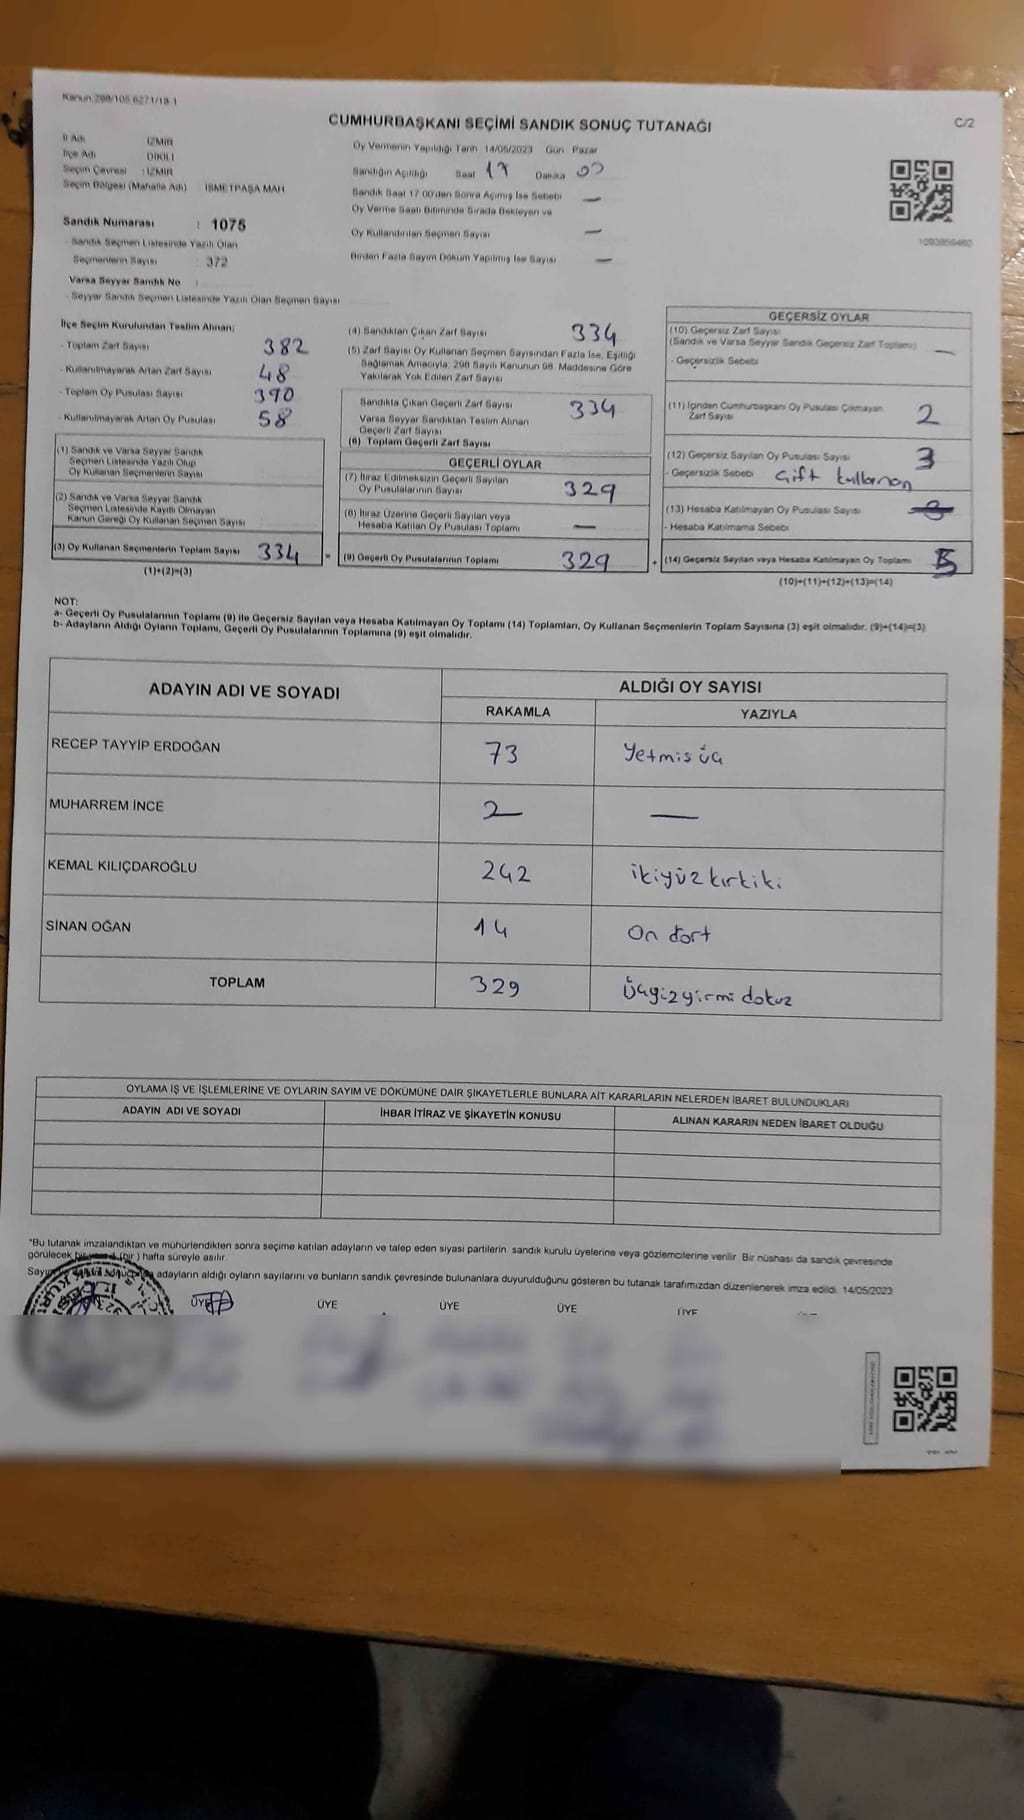 Kanun:298/105,6271/18-1
C/2
CUMHURBAŞKANI SEÇİMİ SANDIK SONUÇ TUTANAĞI
İl Adı : İZMİR
İlçe Adı : DİKİLİ
Seçim Çevresi : İZMİR
Seçim Bölgesi (Mahalle Adı) : İSMETPAŞA MAH
Sandık Numarası : 1075
- Sandık Seçmen Listesinde Yazılı Olan
Seçmenlerin Sayısı : 372
Varsa Seyyar Sandık No :
- Seyyar Sandık Seçmen Listesinde Yazılı Olan Seçmen Sayısı
Oy Vermenin Yapıldığı Tarih :14/05/2023 Gün : Pazar
Sandığın Açıldığı Saat 17 Dakika 00
Sandık Saat 17.00'den Sonra Açılmış İse Sebebi —
Oy Verme Saati Bitiminde Sırada Bekleyen ve
Oy Kullandırılan Seçmen Sayısı —
Birden Fazla Sayım Döküm Yapılmış İse Sayısı —
1093859460
İlçe Seçim Kurulundan Teslim Alınan;
- Toplam Zarf Sayısı 382
- Kullanılmayarak Artan Zarf Sayısı 48
- Toplam Oy Pusulası Sayısı 390
- Kullanılmayarak Artan Oy Pusulası 58
(1) Sandık ve Varsa Seyyar Sandık
Seçmen Listesinde Yazılı Olup
Oy Kullanan Seçmenlerin Sayısı
(2) Sandık ve Varsa Seyyar Sandık
Seçmen Listesinde Kayıtlı Olmayan
Kanun Gereği Oy Kullanan Seçmen Sayısı
(3) Oy Kullanan Seçmenlerin Toplam Sayısı 334
(1)+(2)=(3)
(4) Sandıktan Çıkan Zarf Sayısı 334
(5) Zarf Sayısı Oy Kullanan Seçmen Sayısından Fazla İse, Eşitliği
Sağlamak Amacıyla, 298 Sayılı Kanunun 98. Maddesine Göre
Yakılarak Yok Edilen Zarf Sayısı
Sandıkta Çıkan Geçerli Zarf Sayısı 334
Varsa Seyyar Sandıktan Teslim Alınan
Geçerli Zarf Sayısı
(6) Toplam Geçerli Zarf Sayısı
GEÇERLİ OYLAR
(7) İtiraz Edilmeksizin Geçerli Sayılan
Oy Pusulalarının Sayısı 329
(8) İtiraz Üzerine Geçerli Sayılan veya
Hesaba Katılan Oy Pusulası Toplamı —
= (9) Geçerli Oy Pusulalarının Toplamı 329
GEÇERSİZ OYLAR
(10) Geçersiz Zarf Sayısı
(Sandık ve Varsa Seyyar Sandık Geçersiz Zarf Toplamı) —
- Geçersizlik Sebebi
(11) İçinden Cumhurbaşkanı Oy Pusulası Çıkmayan
Zarf Sayısı 2
(12) Geçersiz Sayılan Oy Pusulası Sayısı 3
- Geçersizlik Sebebi Çift kullanan
(13) Hesaba Katılmayan Oy Pusulası Sayısı
- Hesaba Katılmama Sebebi
+ (14) Geçersiz Sayılan veya Hesaba Katılmayan Oy Toplamı 5
(10)+(11)+(12)+(13)=(14)
NOT:
a- Geçerli Oy Pusulalarının Toplamı (9) ile Geçersiz Sayılan veya Hesaba Katılmayan Oy Toplamı (14) Toplamları, Oy Kullanan Seçmenlerin Toplam Sayısına (3) eşit olmalıdır. (9)+(14)=(3)
b- Adayların Aldığı Oyların Toplamı, Geçerli Oy Pusulalarının Toplamına (9) eşit olmalıdır.
ADAYIN ADI VE SOYADI ALDIĞI OY SAYISI
RAKAMLA YAZIYLA
RECEP TAYYİP ERDOĞAN 73 Yetmiş üç
MUHARREM İNCE 2 —
KEMAL KILIÇDAROĞLU 242 ikiyüz kırkiki
SİNAN OĞAN 14 On dört
TOPLAM 329 Üçyüzyirmi dokuz
OYLAMA İŞ VE İŞLEMLERİNE VE OYLARIN SAYIM VE DÖKÜMÜNE DAİR ŞİKAYETLERLE BUNLARA AİT KARARLARIN NELERDEN İBARET BULUNDUKLARI
ADAYIN ADI VE SOYADI İHBAR İTİRAZ VE ŞİKAYETİN KONUSU ALINAN KARARIN NEDEN İBARET OLDUĞU
*Bu tutanak imzalandıktan ve mühürlendikten sonra seçime katılan adayların ve talep eden siyasi partilerin sandık kurulu üyelerine veya gözlemcilerine verilir. Bir nüshası da sandık çevresinde
görülecek (bir) hafta süreyle asılır.
adayların aldığı oyların sayılarını ve bunların sandık çevresinde bulunanlara duyurulduğunu gösteren bu tutanak tarafımızdan düzenlenerek imza edildi. 14/05/2023
ÜYE ÜYE ÜYE ÜYE ÜYE